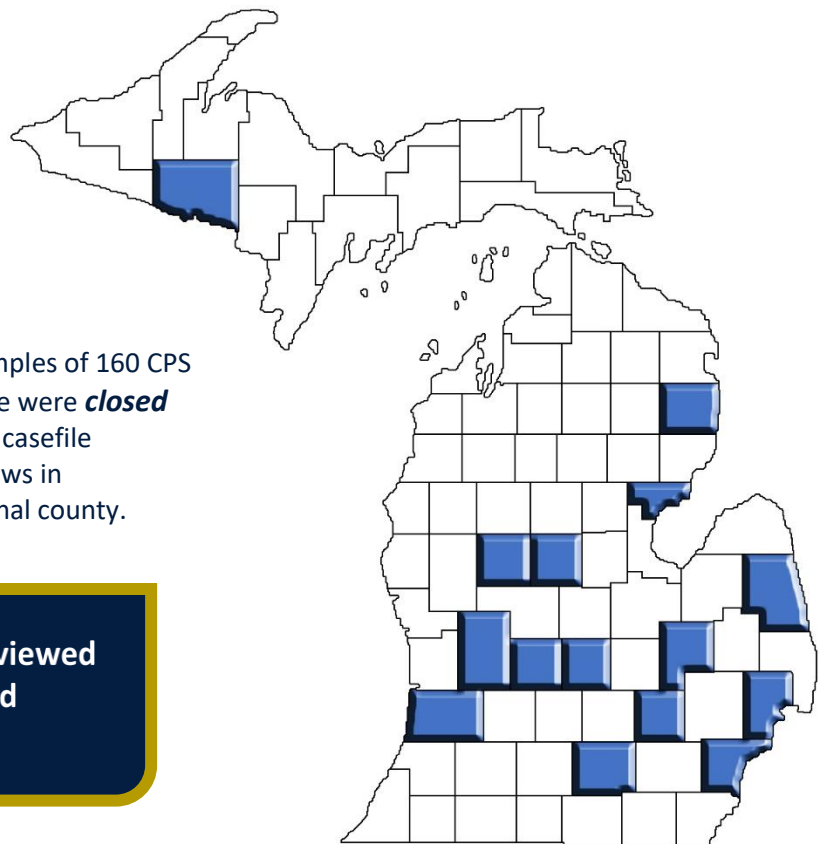 mples of 160 CPS
e were closed
casefile
ws in
nal county.
viewed
d